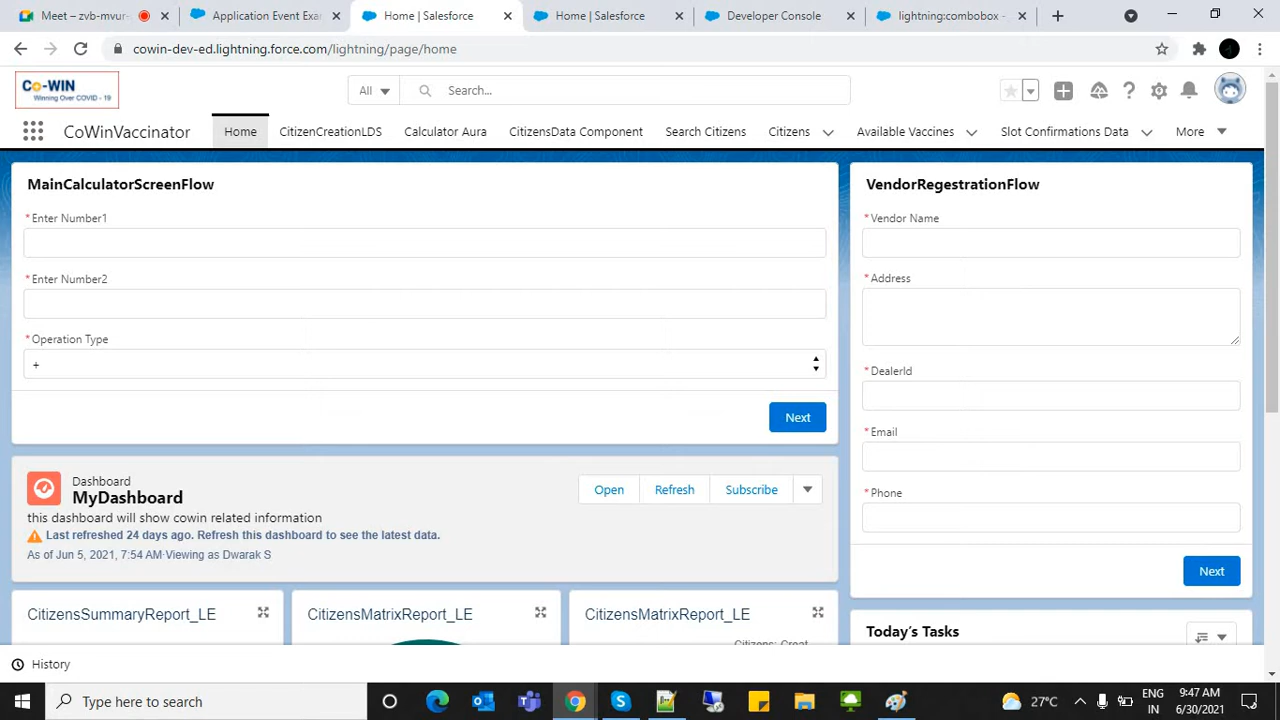 Meet – zvb-mvur-
Application Event Exa
Home | Salesforce
Home | Salesforce
Developer Console
lightning:combobox -
cowin-dev-ed.lightning.force.com/lightning/page/home
Co-WIN
Winning Over COVID - 19
All
Search...
CoWinVaccinator
Home
CitizenCreationLDS
Calculator Aura
CitizensData Component
Search Citizens
Citizens
Available Vaccines
Slot Confirmations Data
More
MainCalculatorScreenFlow
* Enter Number1
* Enter Number2
* Operation Type
+
Next
Dashboard
MyDashboard
this dashboard will show cowin related information
Last refreshed 24 days ago. Refresh this dashboard to see the latest data.
As of Jun 5, 2021, 7:54 AM·Viewing as Dwarak S
Open
Refresh
Subscribe
CitizensSummaryReport_LE
CitizensMatrixReport_LE
CitizensMatrixReport_LE
Citizens: Creat
VendorRegestrationFlow
* Vendor Name
* Address
* DealerId
* Email
* Phone
Next
Today's Tasks
History
Type here to search
27°C
ENG
IN
9:47 AM
6/30/2021